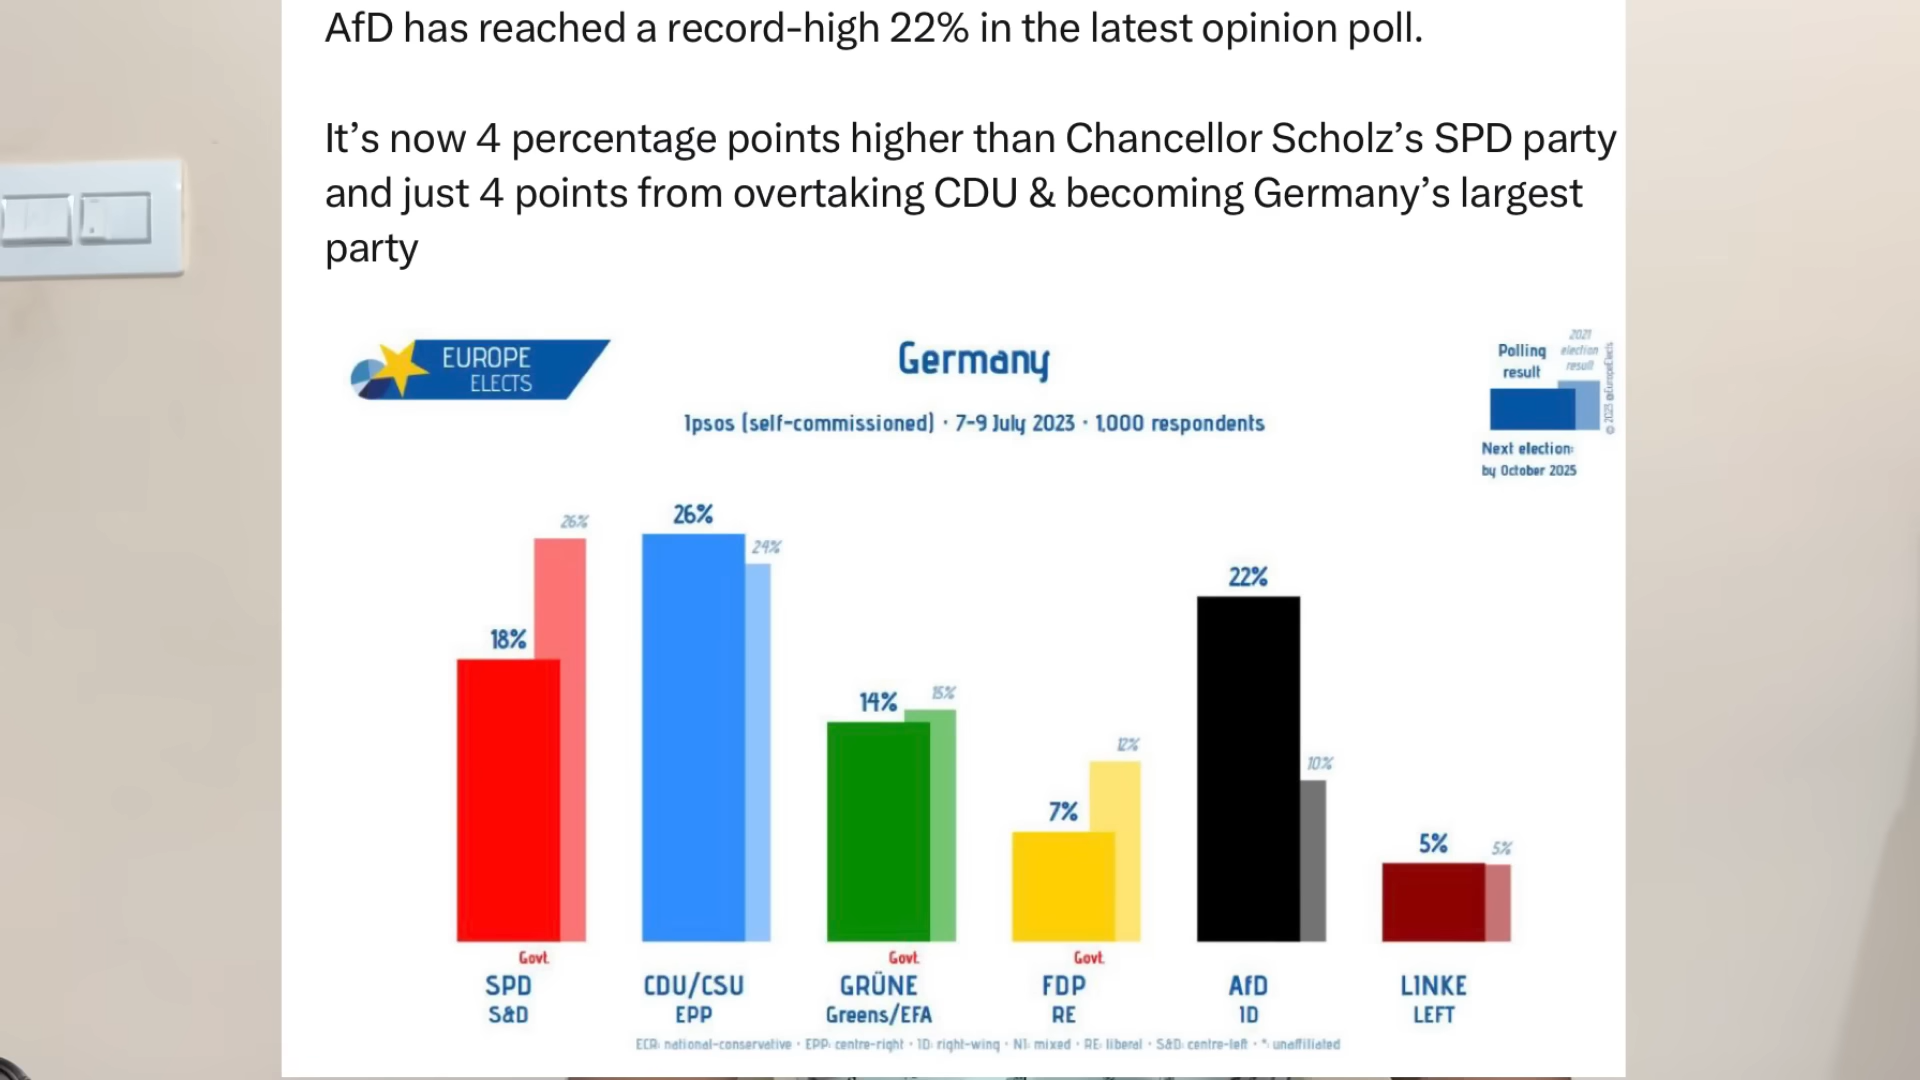 AfD has reached a record-high 22% in the latest opinion poll.
It’s now 4 percentage points higher than Chancellor Scholz’s SPD party
and just 4 points from overtaking CDU & becoming Germany’s largest
party
EUROPE
ELECTS
Germany
Ipsos (self-commissioned) · 7-9 July 2023 · 1,000 respondents
Polling
result
2021
election
result
© 2023 @EuropeElects
Next election:
by October 2025
18%
26%
26%
24%
14%
15%
7%
12%
22%
10%
5%
5%
Govt.
Govt.
Govt.
SPD
S&D
CDU/CSU
EPP
GRÜNE
Greens/EFA
FDP
RE
AfD
ID
LINKE
LEFT
ECR: national-conservative · EPP: centre-right · ID: right-wing · NI: mixed · RE: liberal · S&D: centre-left · *: unaffiliated